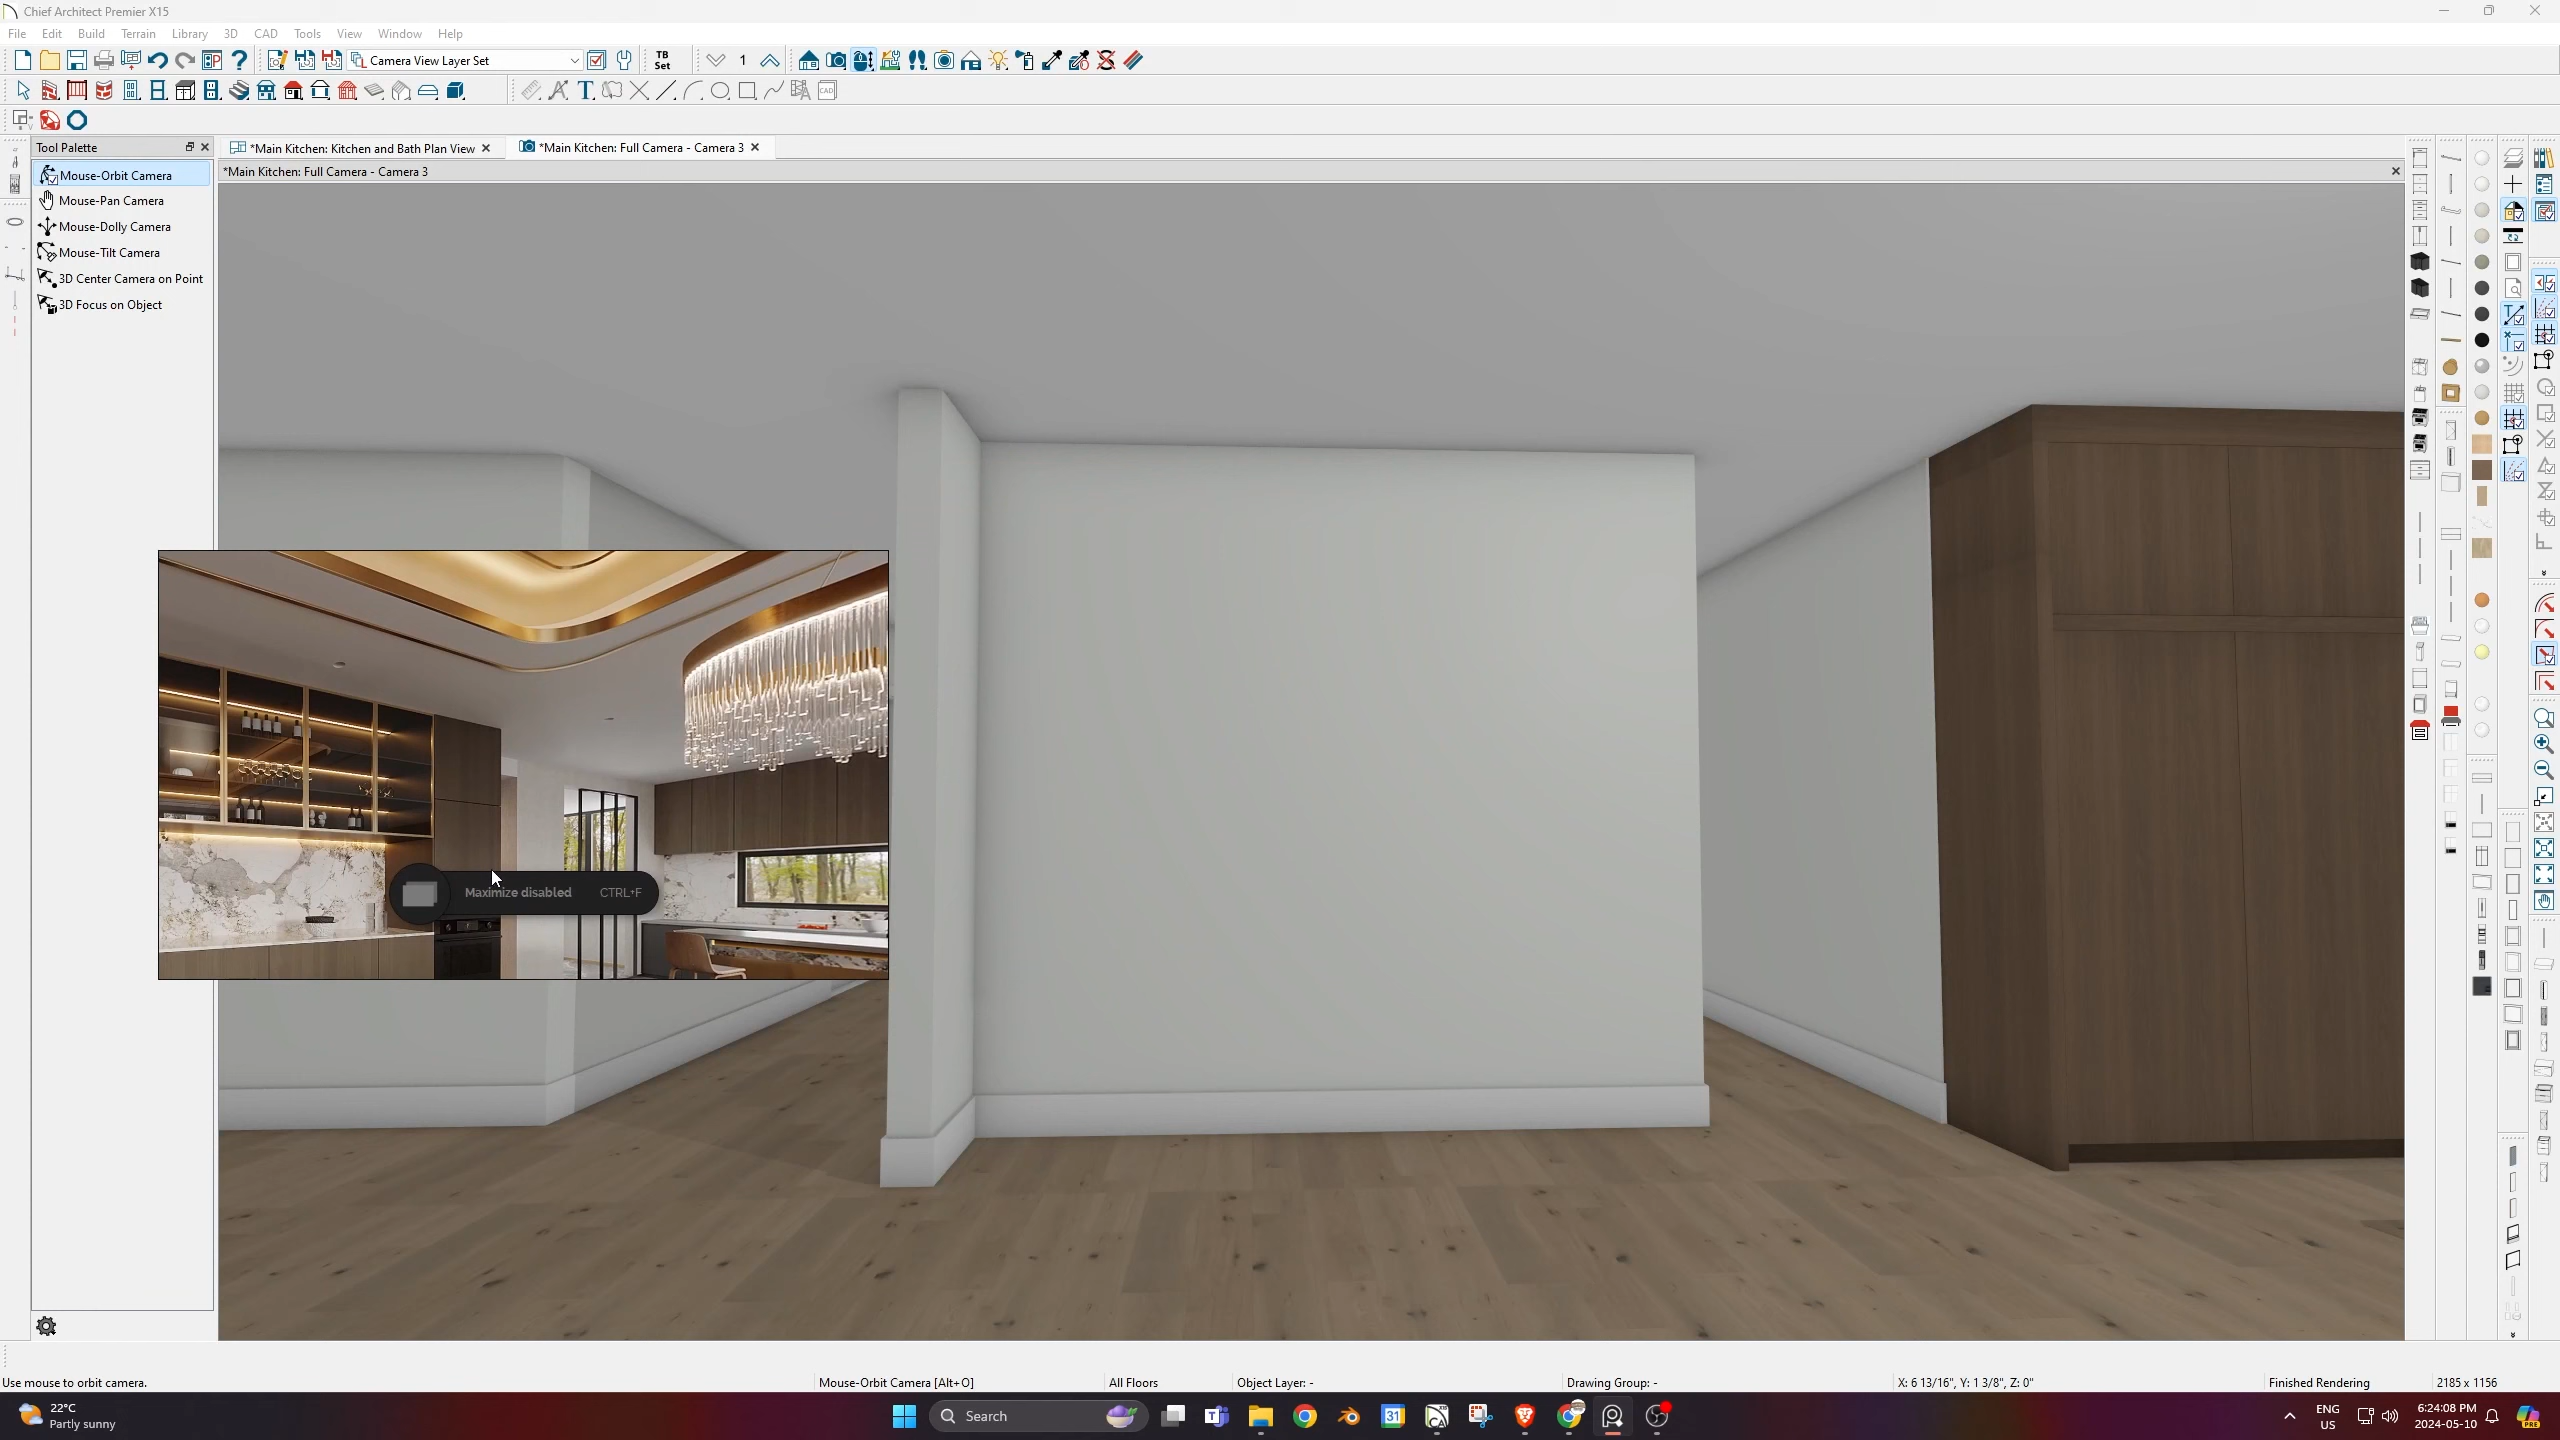 Chief Architect Premier X15
File Edit Build Terrain Library 3D CAD Tools View Window Help
Camera View Layer Set
TB Set
1
CAD
Tool Palette
*Main Kitchen: Kitchen and Bath Plan View
*Main Kitchen: Full Camera - Camera 3
*Main Kitchen: Full Camera - Camera 3
Mouse-Orbit Camera
Mouse-Pan Camera
Mouse-Dolly Camera
Mouse-Tilt Camera
3D Center Camera on Point
3D Focus on Object
Maximize disabled CTRL+F
Use mouse to orbit camera.
Mouse-Orbit Camera [Alt+O]
All Floors
Object Layer: -
Drawing Group: -
X: 6 13/16", Y: 1 3/8", Z: 0"
Finished Rendering
2185 x 1156
22°C
Partly sunny
Search
31
ENG
US
6:24:08 PM
2024-05-10